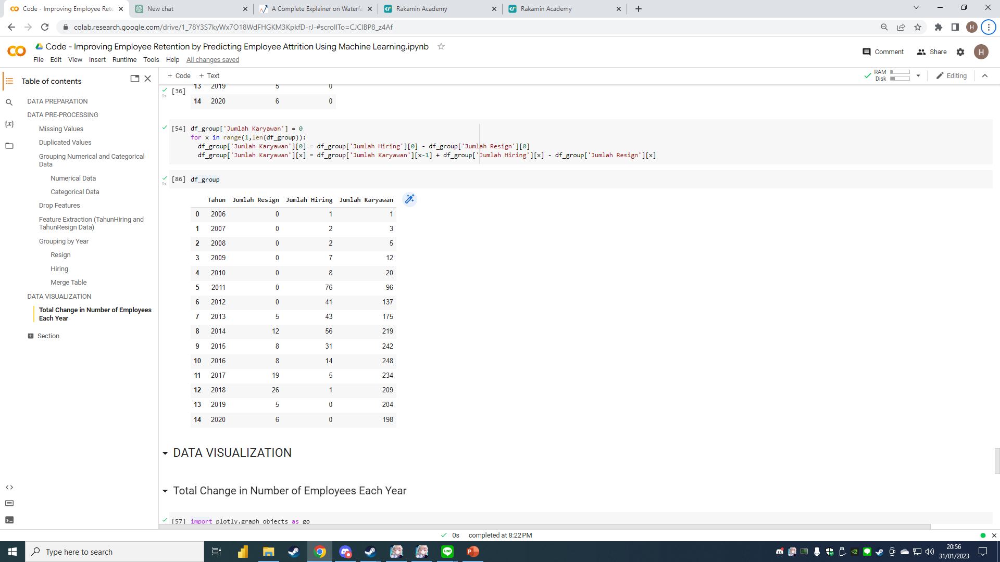 Code - Improving Employee Rete
New chat
A Complete Explainer on Waterfa
Rakamin Academy
Rakamin Academy
colab.research.google.com/drive/1_78Y3S7kyWx7O18WdFHGKM3KpkfD-rJ-#scrollTo=CJClBP8_z4Af
H
Code - Improving Employee Retention by Predicting Employee Attrition Using Machine Learning.ipynb
File Edit View Insert Runtime Tools Help All changes saved
Comment Share H
Table of contents
+ Code + Text
RAM
Disk
Editing
DATA PREPARATION
DATA PRE-PROCESSING
Missing Values
Duplicated Values
Grouping Numerical and Categorical
Data
Numerical Data
Categorical Data
Drop Features
Feature Extraction (TahunHiring and
TahunResign Data)
Grouping by Year
Resign
Hiring
Merge Table
DATA VISUALIZATION
Total Change in Number of Employees
Each Year
Section
{x}
13 2019 5 0
0s [36]
14 2020 6 0
[54] df_group['Jumlah Karyawan'] = 0
for x in range(1,len(df_group)):
df_group['Jumlah Karyawan'][0] = df_group['Jumlah Hiring'][0] - df_group['Jumlah Resign'][0]
df_group['Jumlah Karyawan'][x] = df_group['Jumlah Karyawan'][x-1] + df_group['Jumlah Hiring'][x] - df_group['Jumlah Resign'][x]
0s [86] df_group
Tahun Jumlah Resign Jumlah Hiring Jumlah Karyawan
0 2006 0 1 1
1 2007 0 2 3
2 2008 0 2 5
3 2009 0 7 12
4 2010 0 8 20
5 2011 0 76 96
6 2012 0 41 137
7 2013 5 43 175
8 2014 12 56 219
9 2015 8 31 242
10 2016 8 14 248
11 2017 19 5 234
12 2018 26 1 209
13 2019 5 0 204
14 2020 6 0 198
DATA VISUALIZATION
Total Change in Number of Employees Each Year
[57] import plotly.graph_objects as go
0s completed at 8:22 PM
Type here to search
20:56
31/01/2023